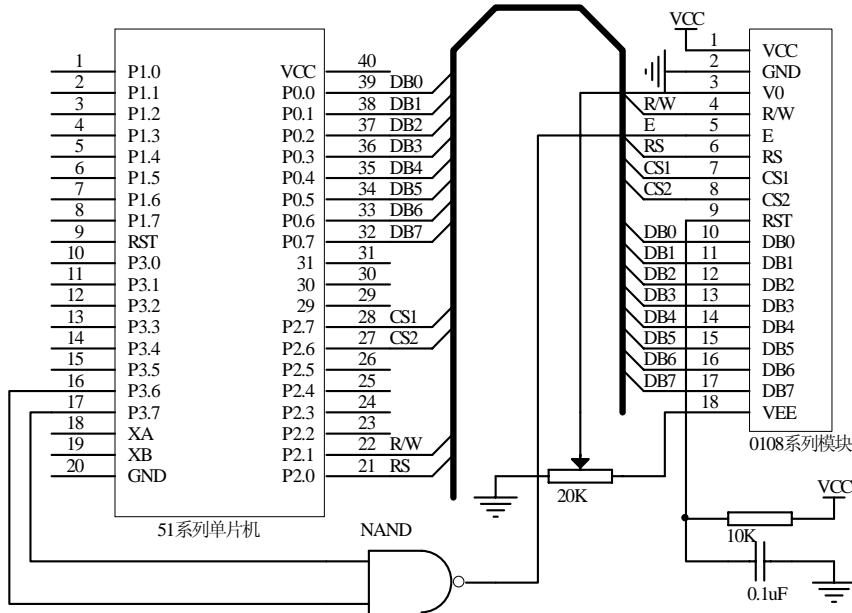 1 P1.0
2 P1.1
3 P1.2
4 P1.3
5 P1.4
6 P1.5
7 P1.6
8 P1.7
9 RST
10 P3.0
11 P3.1
12 P3.2
13 P3.3
14 P3.4
15 P3.5
16 P3.6
17 P3.7
18 XA
19 XB
20 GND
VCC 40
P0.0 39 DB0
P0.1 38 DB1
P0.2 37 DB2
P0.3 36 DB3
P0.4 35 DB4
P0.5 34 DB5
P0.6 33 DB6
P0.7 32 DB7
31 31
30 30
29 29
P2.7 28 CS1
P2.6 27 CS2
P2.5 26
P2.4 25
P2.3 24
P2.2 23
P2.1 22 R/W
P2.0 21 RS
51系列单片机
NAND
VCC
1 VCC
2 GND
3 V0
R/W 4 R/W
E 5 E
RS 6 RS
CS1 7 CS1
CS2 8 CS2
9 RST
DB0 10 DB0
DB1 11 DB1
DB2 12 DB2
DB3 13 DB3
DB4 14 DB4
DB5 15 DB5
DB6 16 DB6
DB7 17 DB7
18 VEE
0108系列模块
20K
VCC
10K
0.1uF